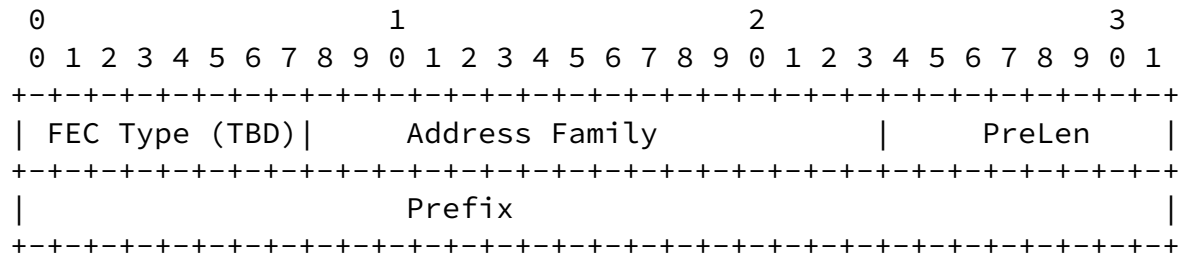 0                   1                   2                   3
 0 1 2 3 4 5 6 7 8 9 0 1 2 3 4 5 6 7 8 9 0 1 2 3 4 5 6 7 8 9 0 1
+-+-+-+-+-+-+-+-+-+-+-+-+-+-+-+-+-+-+-+-+-+-+-+-+-+-+-+-+-+-+-+-+
| FEC Type (TBD)|     Address Family            |     PreLen    |
+-+-+-+-+-+-+-+-+-+-+-+-+-+-+-+-+-+-+-+-+-+-+-+-+-+-+-+-+-+-+-+-+
|                     Prefix                                    |
+-+-+-+-+-+-+-+-+-+-+-+-+-+-+-+-+-+-+-+-+-+-+-+-+-+-+-+-+-+-+-+-+